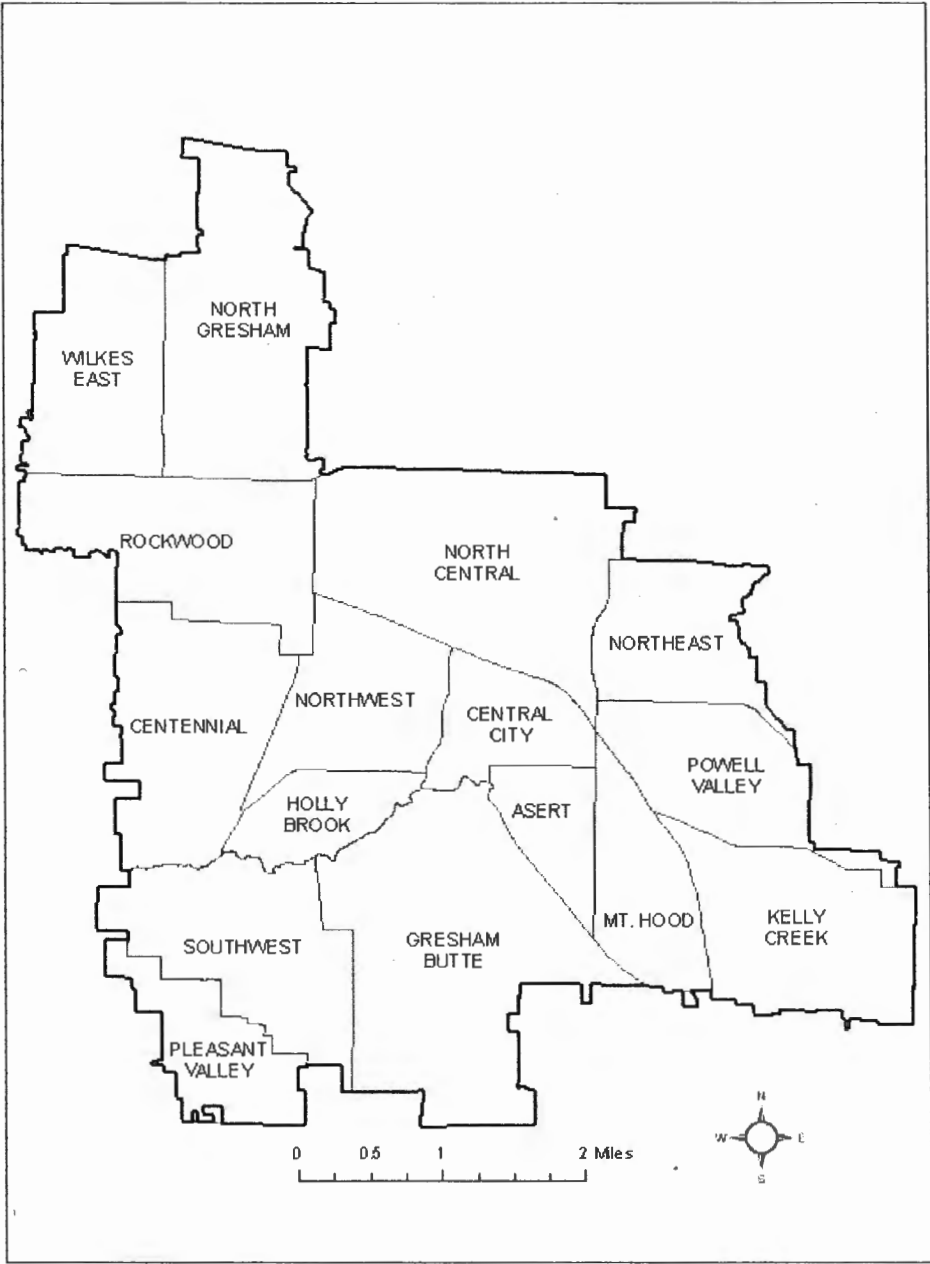 NORTH
GRESHAM
WILKES
EAST
ROCKWOOD
NORTH
CENTRAL
NORTHEAST
NORTHWEST
CENTENNIAL
CENTRAL
CITY
POWELL
VALLEY
HOLLY
BROOK
ASERT
MT. HOOD
KELLY
CREEK
SOUTHWEST
GRESHAM
BUTTE
PLEASANT
VALLEY
N
W E
S
0 0.5 1 2 Miles